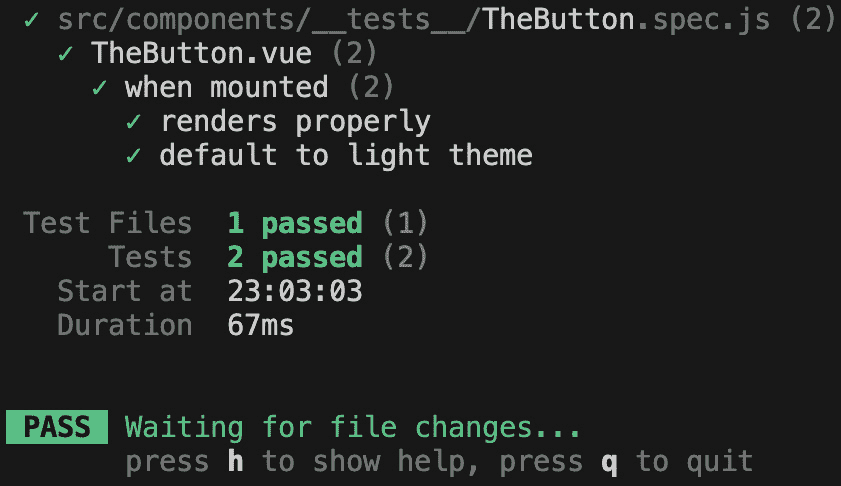 ✓ src/components/__tests__/TheButton.spec.js (2)
✓ TheButton.vue (2)
✓ when mounted (2)
✓ renders properly
✓ default to light theme
Test Files 1 passed (1)
Tests 2 passed (2)
Start at 23:03:03
Duration 67ms
PASS Waiting for file changes...
press h to show help, press q to quit